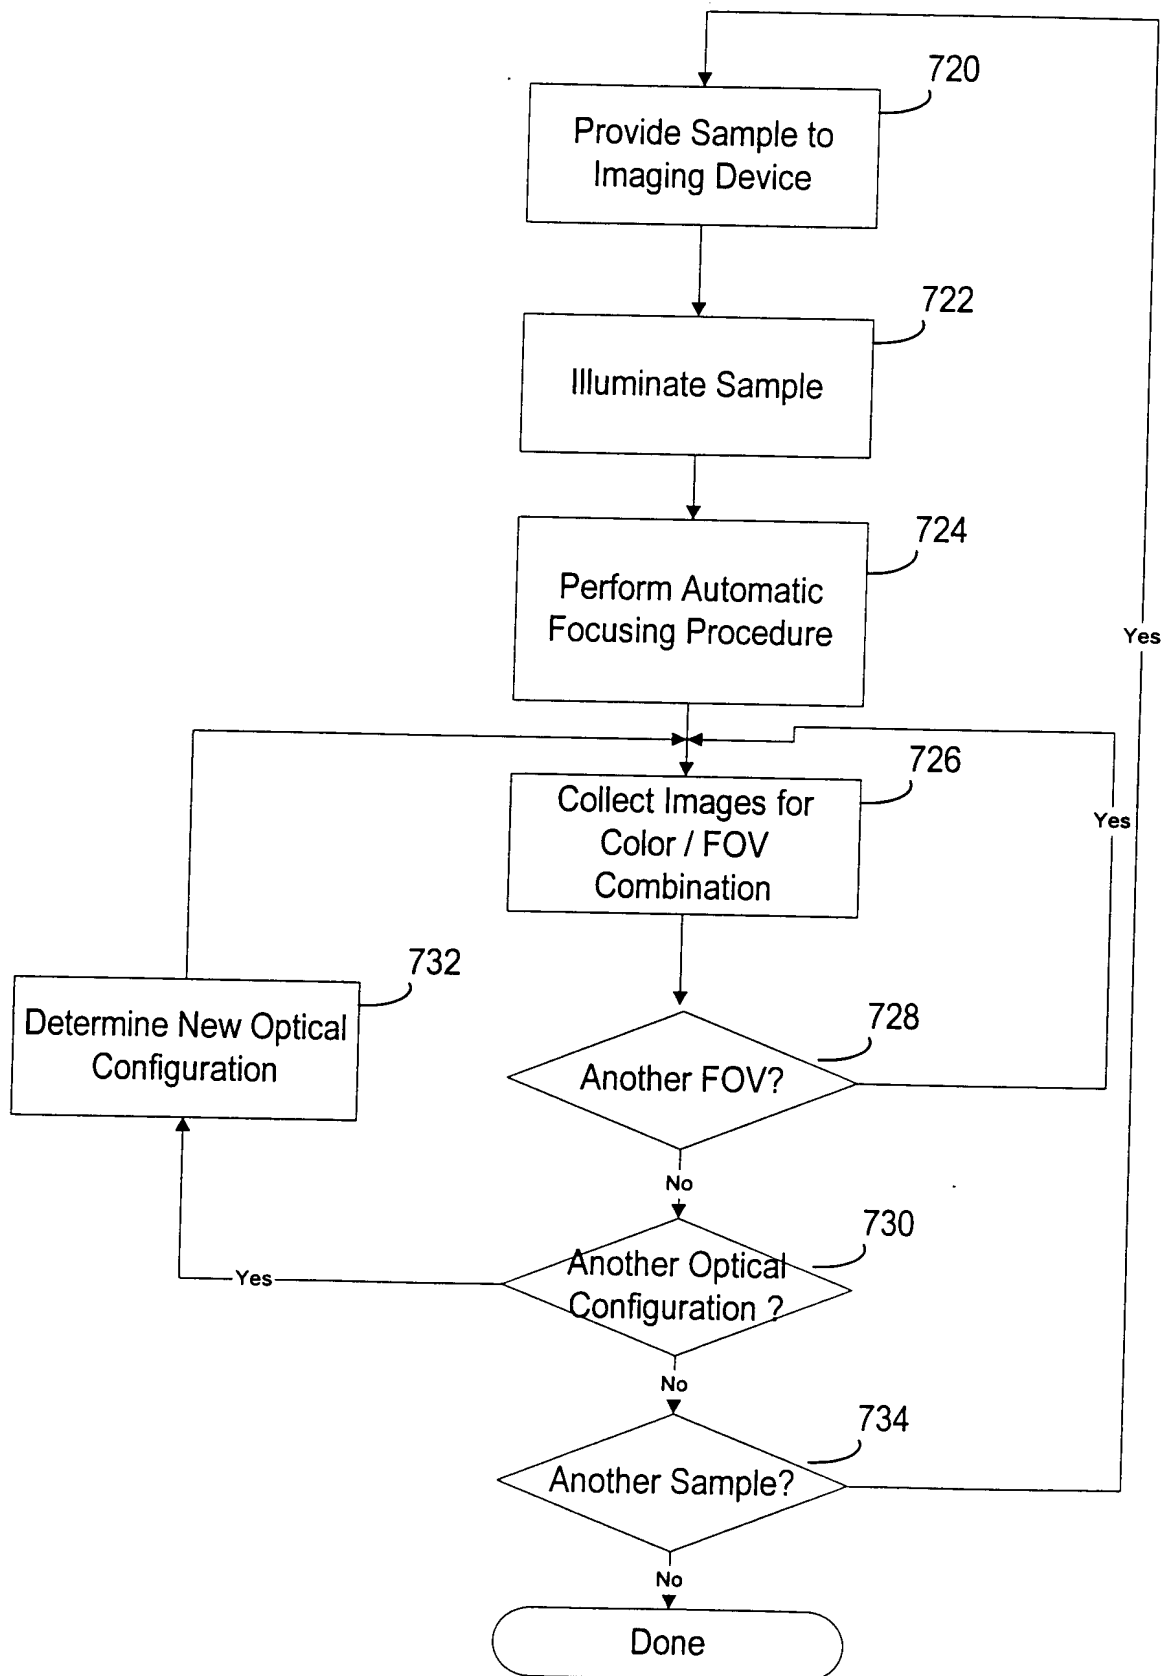 720
Provide Sample to
Imaging Device
722
Illuminate Sample
724
Perform Automatic
Focusing Procedure
Yes
726
Collect Images for
Color / FOV
Combination
Yes
732
Determine New Optical
Configuration
728
Another FOV?
No
730
Another Optical
Configuration ?
Yes
No
734
Another Sample?
No
Done